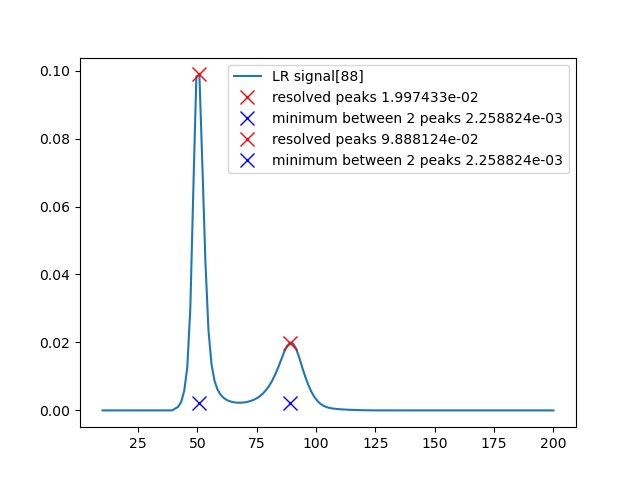 LR signal[88]
resolved peaks 1.997433e-02
minimum between 2 peaks 2.258824e-03
resolved peaks 9.888124e-02
minimum between 2 peaks 2.258824e-03
0.10
0.08
0.06
0.04
0.02
0.00
25 50 75 100 125 150 175 200